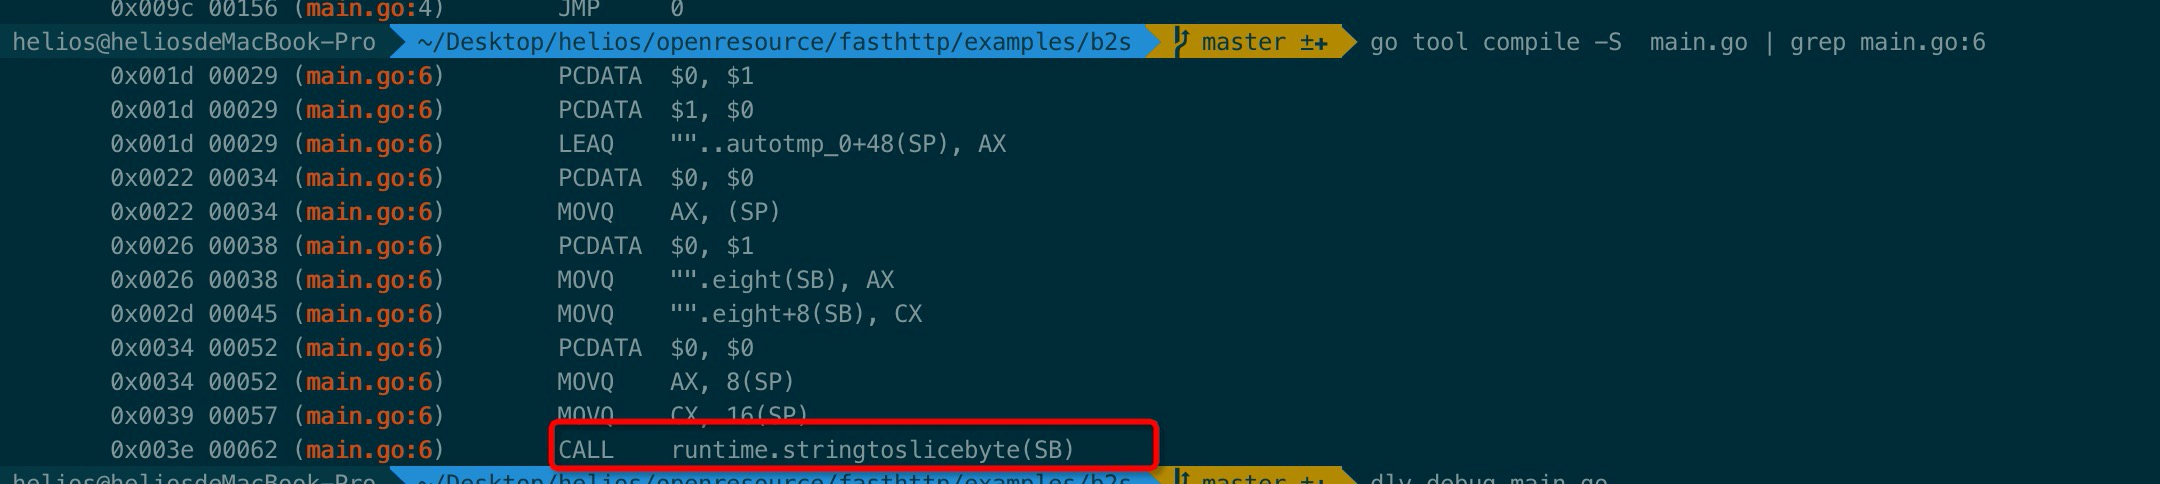 0x009c 00156 (main.go:4) JMP 0
helios@heliosdeMacBook-Pro ~/Desktop/helios/openresource/fasthttp/examples/b2s master ±✚ go tool compile -S  main.go | grep main.go:6
0x001d 00029 (main.go:6) PCDATA $0, $1
0x001d 00029 (main.go:6) PCDATA $1, $0
0x001d 00029 (main.go:6) LEAQ ""..autotmp_0+48(SP), AX
0x0022 00034 (main.go:6) PCDATA $0, $0
0x0022 00034 (main.go:6) MOVQ AX, (SP)
0x0026 00038 (main.go:6) PCDATA $0, $1
0x0026 00038 (main.go:6) MOVQ "".eight(SB), AX
0x002d 00045 (main.go:6) MOVQ "".eight+8(SB), CX
0x0034 00052 (main.go:6) PCDATA $0, $0
0x0034 00052 (main.go:6) MOVQ AX, 8(SP)
0x0039 00057 (main.go:6) MOVQ CX, 16(SP)
0x003e 00062 (main.go:6) CALL runtime.stringtoslicebyte(SB)
helios@heliosdeMacBook-Pro ~/Desktop/helios/openresource/fasthttp/examples/b2s master ±✚ dlv debug main.go